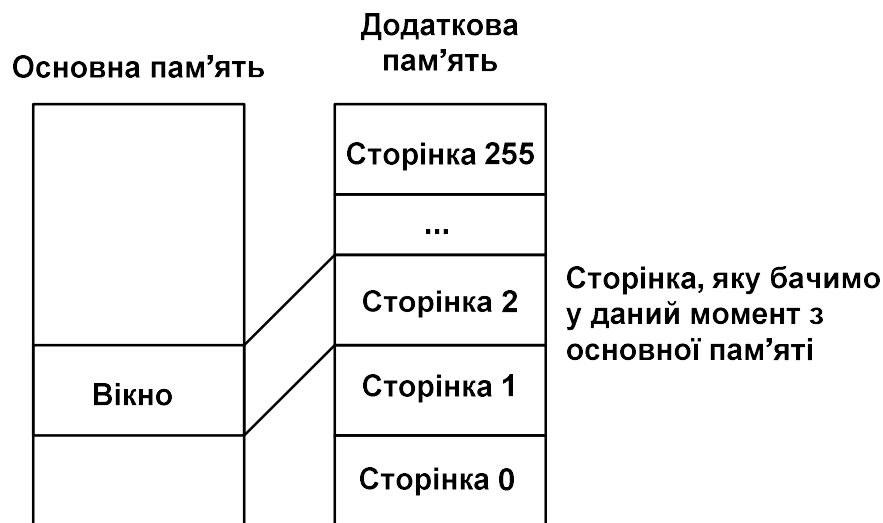 Основна пам’ять
Додаткова
пам’ять
Сторінка 255
...
Сторінка 2
Вікно
Сторінка 1
Сторінка 0
Сторінка, яку бачимо
у даний момент з
основної пам’яті